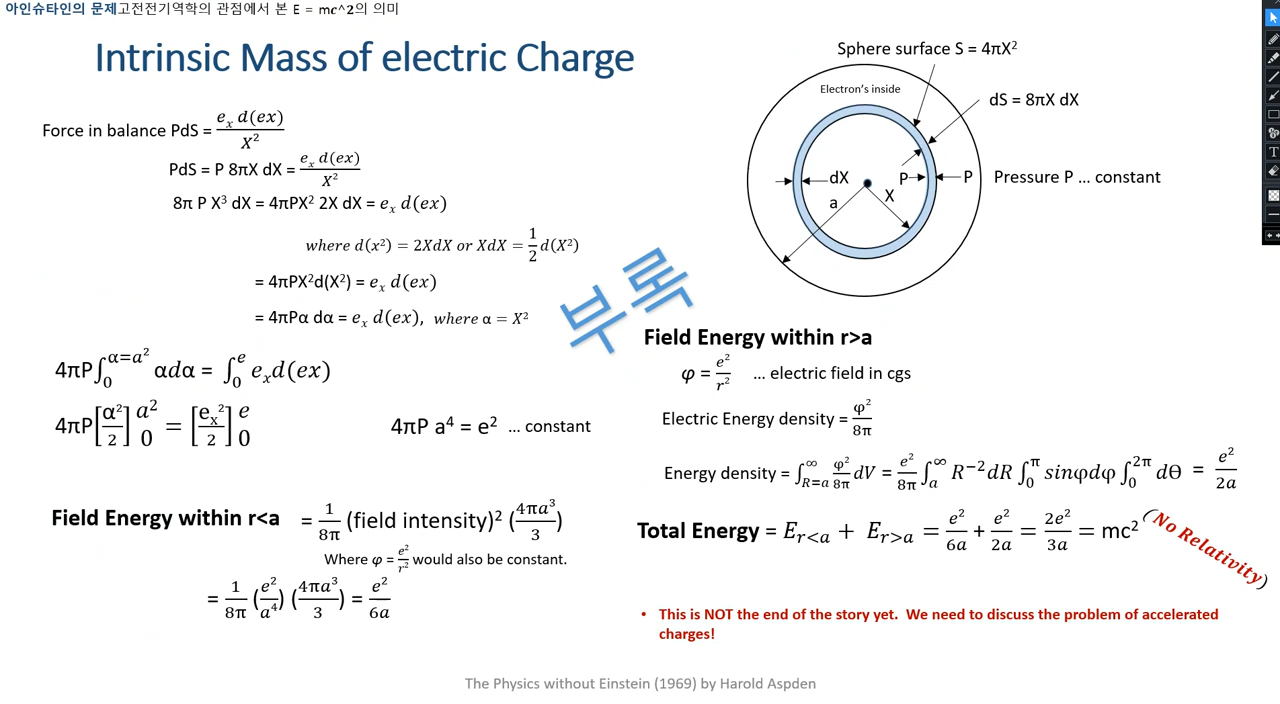 아인슈타인의 문제고전전기역학의 관점에서 본 E = mc^2의 의미
Intrinsic Mass of electric Charge
Force in balance PdS = e_x d(ex) / X²
PdS = P 8πX dX = e_x d(ex) / X²
8π P X³ dX = 4πPX² 2X dX = e_x d(ex)
where d(x²) = 2XdX or XdX = 1/2 d(X²)
= 4πPX²d(X²) = e_x d(ex)
= 4πPα dα = e_x d(ex), where α = X²
4πP∫₀^{α=a²} αdα = ∫₀^e e_x d(ex)
4πP[α²/2] a² 0 = [e_x²/2] e 0
4πP a⁴ = e² ... constant
Field Energy within r<a = 1/8π (field intensity)² (4πa³/3)
Where φ = e²/r² would also be constant.
= 1/8π (e²/a⁴) (4πa³/3) = e²/6a
Sphere surface S = 4πX²
Electron's inside
dS = 8πX dX
dX
P
P
Pressure P ... constant
a
X
부록
Field Energy within r>a
φ = e²/r² ... electric field in cgs
Electric Energy density = φ²/8π
Energy density = ∫_{R=a}^∞ φ²/8π dV = e²/8π ∫_a^∞ R⁻²dR ∫₀^π sinφdφ ∫₀^{2π} dθ = e²/2a
Total Energy = E_{r<a} + E_{r>a} = e²/6a + e²/2a = 2e²/3a = mc² (No Relativity)
• This is NOT the end of the story yet. We need to discuss the problem of accelerated
charges!
The Physics without Einstein (1969) by Harold Aspden
T